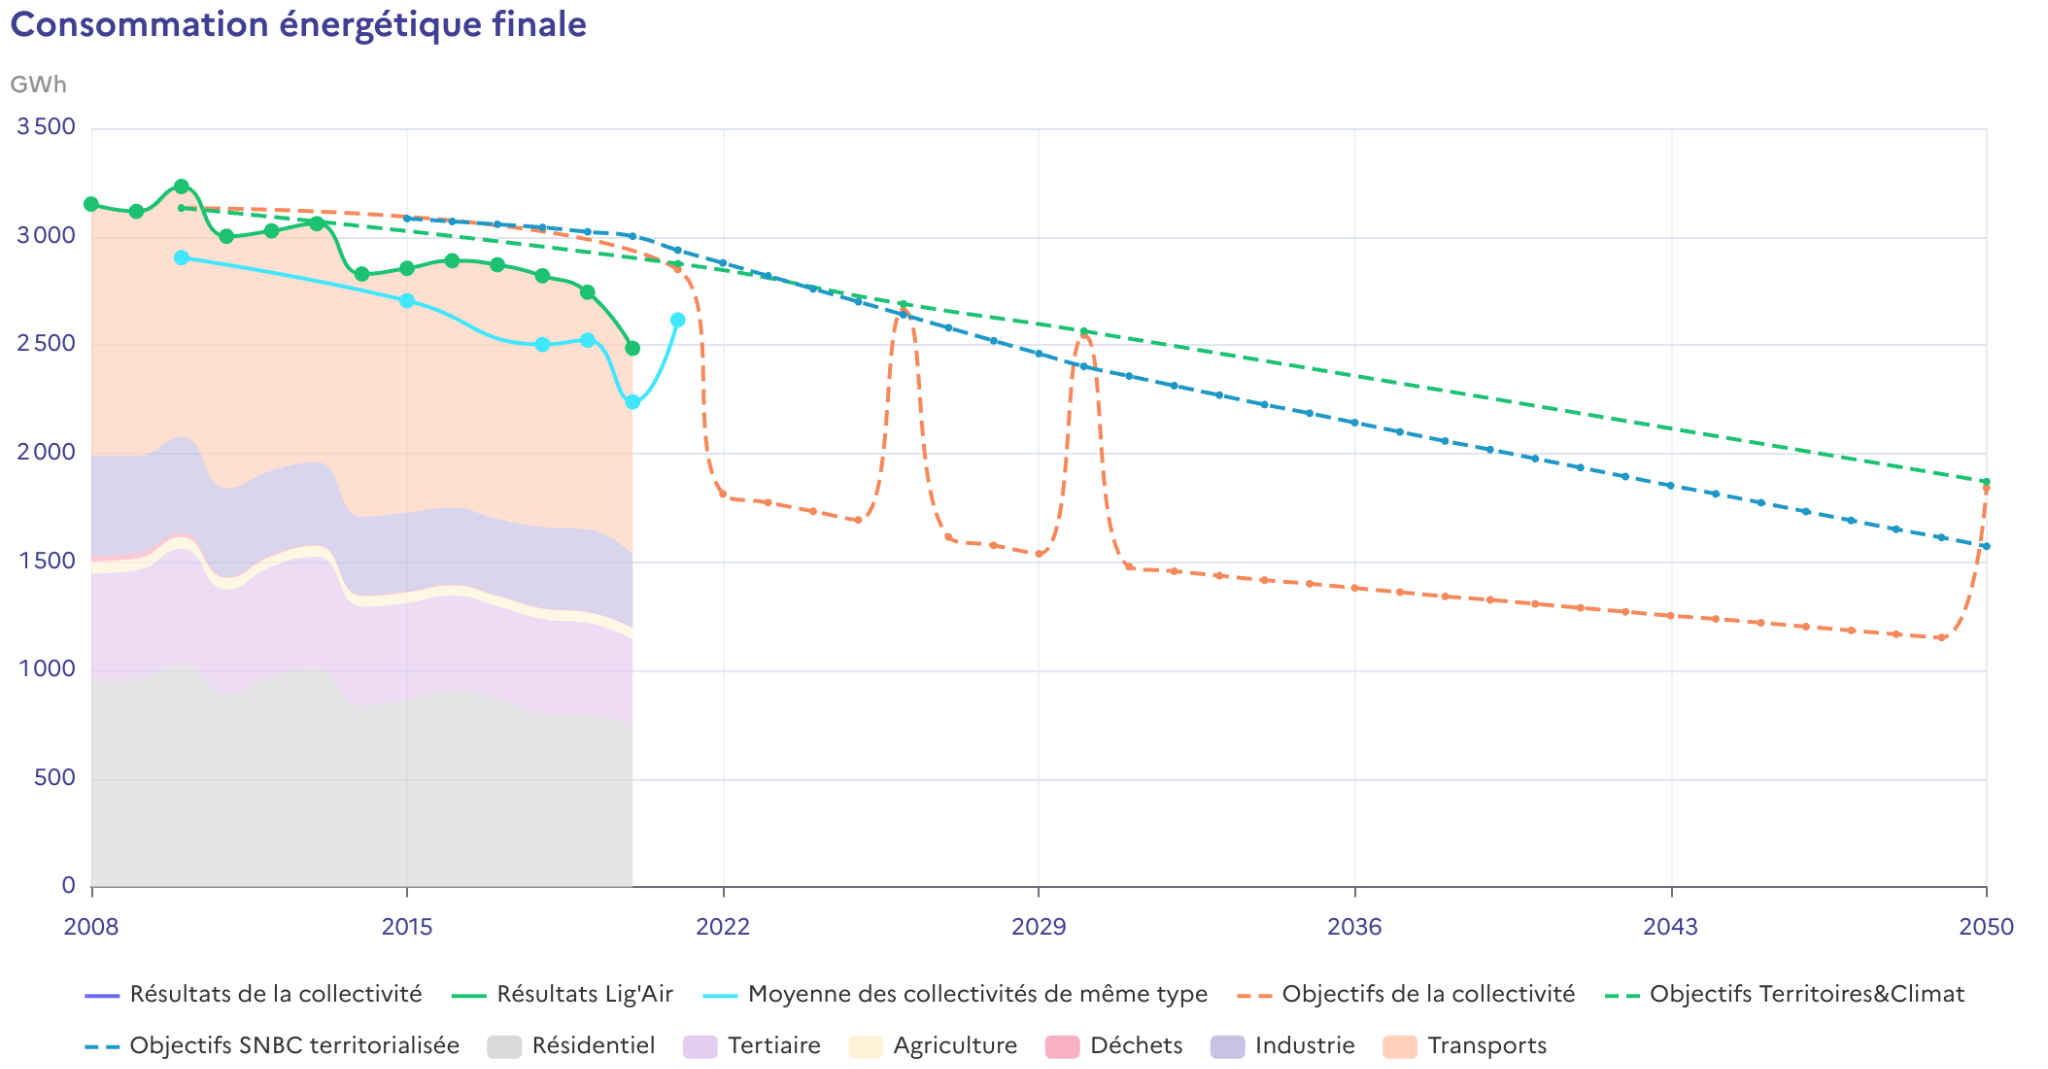 Consommation énergétique finale
GWh
3 500
3 000
2 500
2 000
1 500
1 000
500
0
2008 2015 2022 2029 2036 2043 2050
Résultats de la collectivité Résultats Lig'Air Moyenne des collectivités de même type Objectifs de la collectivité Objectifs Territoires&Climat
Objectifs SNBC territorialisée Résidentiel Tertiaire Agriculture Déchets Industrie Transports